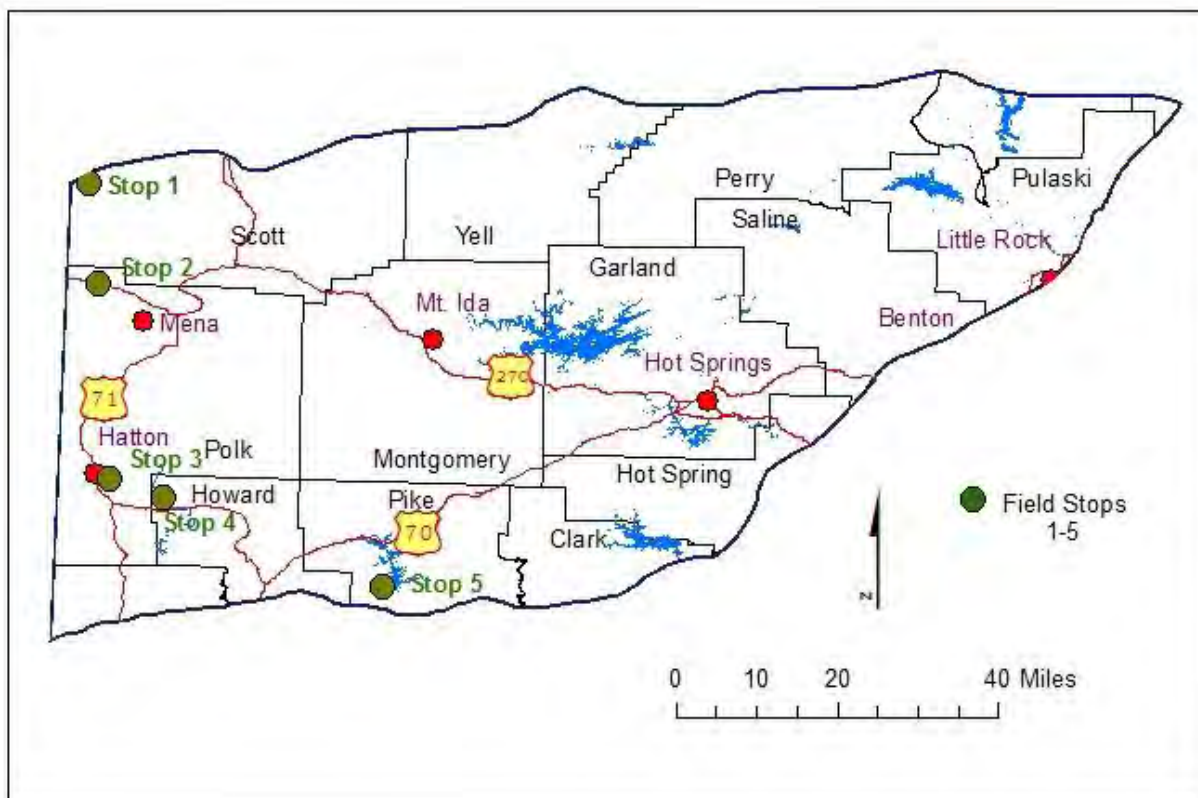 Stop 1
Perry
Pulaski
Scott
Yell
Saline
Little Rock
Stop 2
Garland
Mena
Mt. Ida
Benton
270
Hot Springs
71
Hatton
Polk
Stop 3
Montgomery
Hot Spring
Howard
Pike
Stop 4
70
Clark
Field Stops
1-5
Stop 5
N
0 10 20 40 Miles